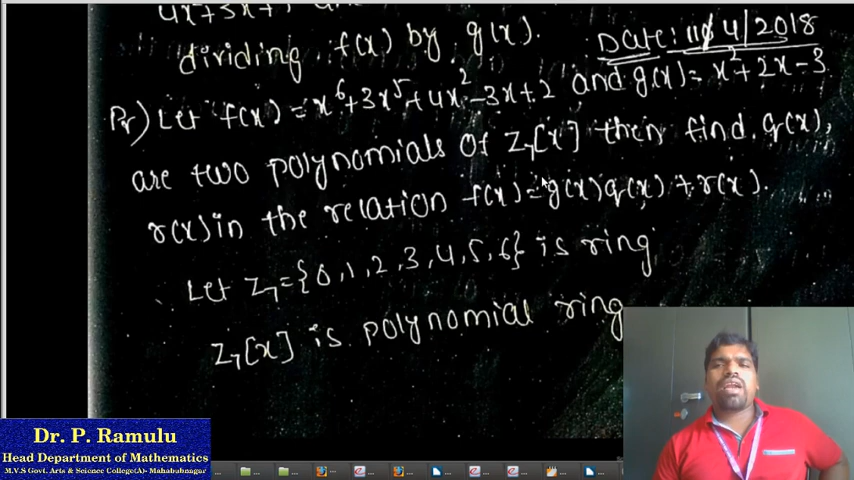 4x²+3x+
dividing f(x) by g(x).
Date: 11/4/2018
Pr) Let f(x) = x⁶+3x⁵+4x²-3x+2 and g(x)= x²+2x-3
are two polynomials of Z₇[x] then find q(x),
r(x) in the relation f(x)=g(x)q(x)+r(x).
Let Z₇={0,1,2,3,4,5,6} is ring
Z₇[x] is polynomial ring
Dr. P. Ramulu
Head Department of Mathematics
M.V.S Govt. Arts & Science College(A)- Mahabubnagar